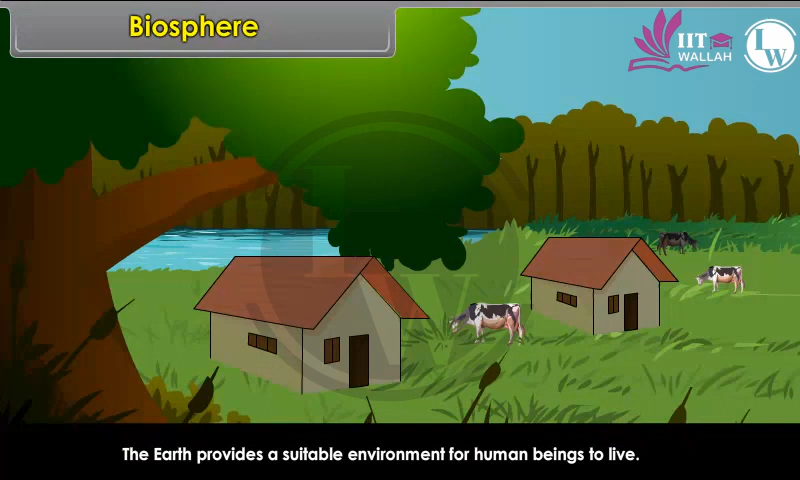 Biosphere
IIT
WALLAH
LW
The Earth provides a suitable environment for human beings to live.